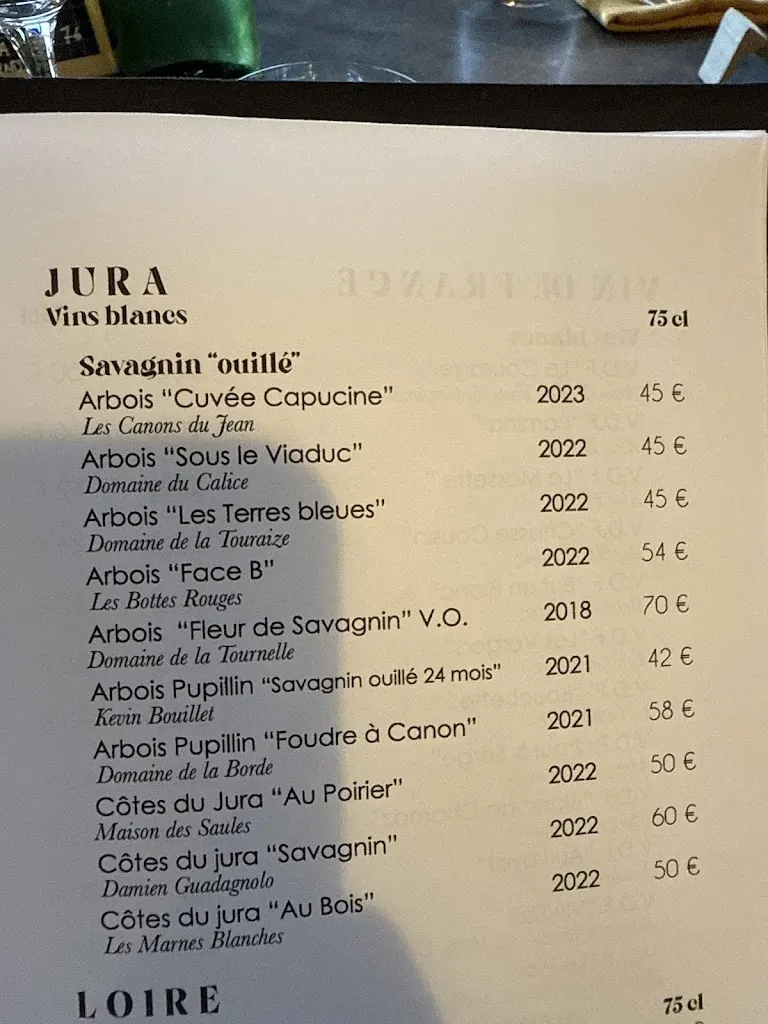 76
JURA
Vins blancs 75 cl
Savagnin "ouillé"
Arbois "Cuvée Capucine" 2023 45 €
Les Canons du Jean
Arbois "Sous le Viaduc" 2022 45 €
Domaine du Calice
Arbois "Les Terres bleues" 2022 45 €
Domaine de la Touraize
Arbois "Face B" 2022 54 €
Les Bottes Rouges
Arbois "Fleur de Savagnin" V.O. 2018 70 €
Domaine de la Tournelle
Arbois Pupillin "Savagnin ouillé 24 mois" 2021 42 €
Kevin Bouillet
Arbois Pupillin "Foudre à Canon" 2021 58 €
Domaine de la Borde
Côtes du Jura "Au Poirier" 2022 50 €
Maison des Saules
Côtes du jura "Savagnin" 2022 60 €
Damien Guadagnolo
Côtes du jura "Au Bois" 2022 50 €
Les Marnes Blanches
LOIRE 75 cl